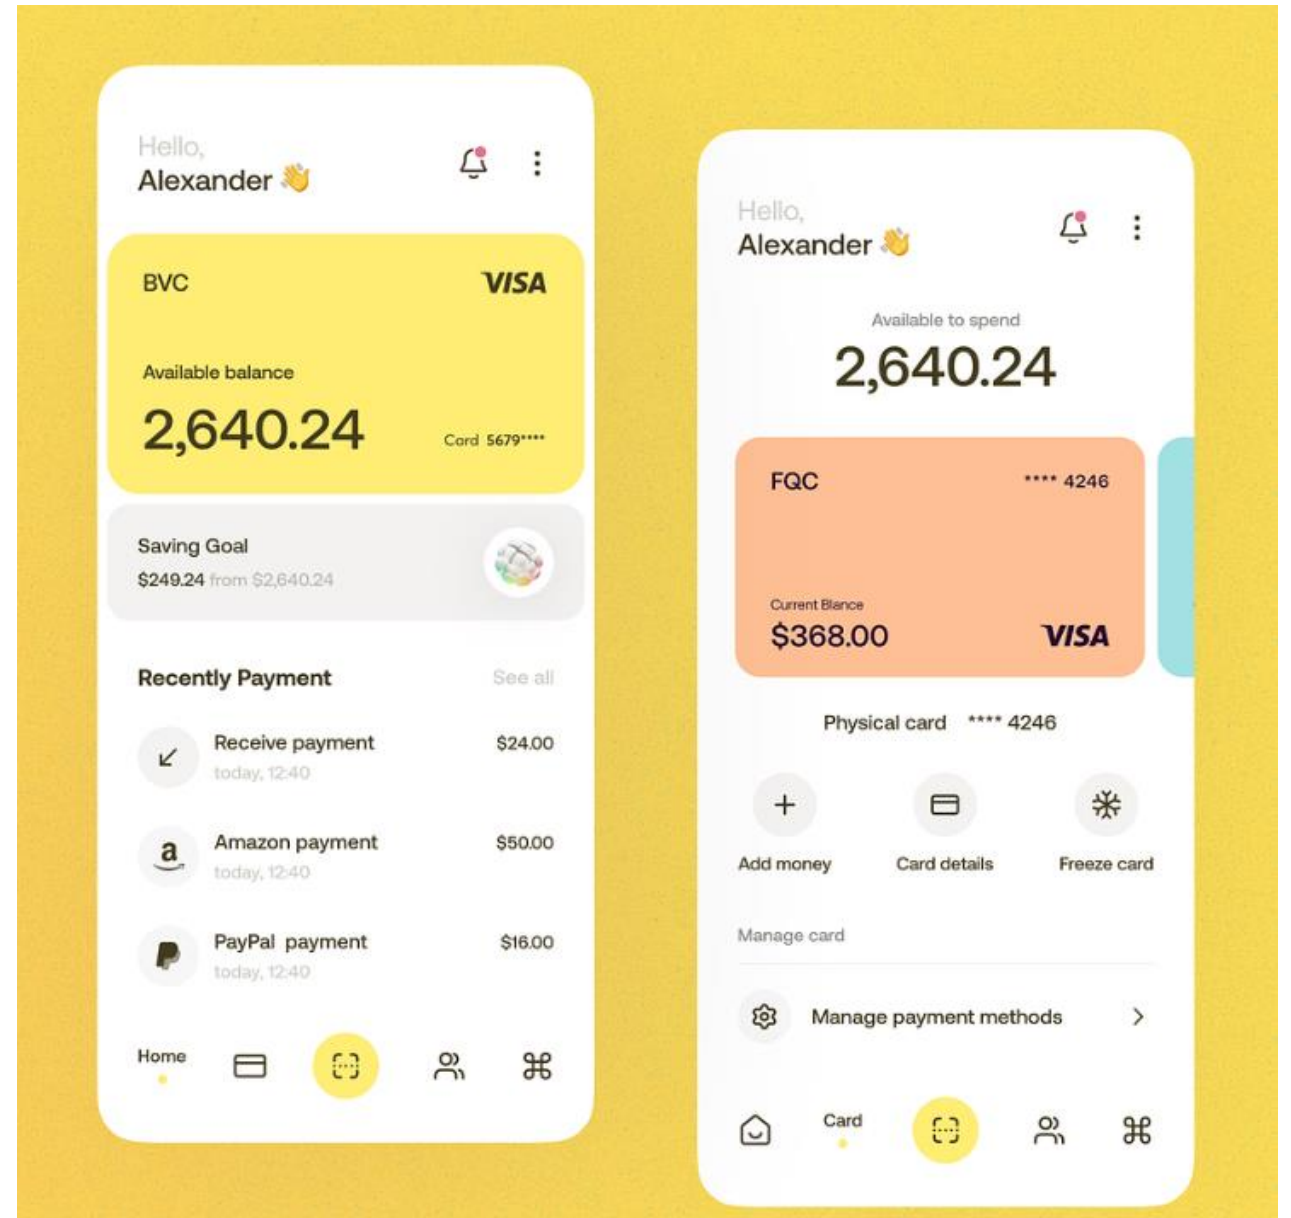 Hello,
Alexander 👋
BVC VISA
Available balance
2,640.24 Card 5679****
Saving Goal
$249.24 from $2,640.24
Recently Payment See all
Receive payment $24.00
today, 12:40
Amazon payment $50.00
today, 12:40
PayPal payment $16.00
today, 12:40
Home
Hello,
Alexander 👋
Available to spend
2,640.24
FQC **** 4246
Current Blance
$368.00 VISA
Physical card **** 4246
Add money Card details Freeze card
Manage card
Manage payment methods
Card